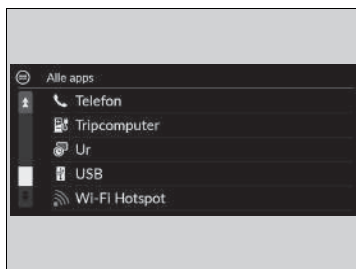 Alle apps
Telefon
Tripcomputer
Ur
USB
Wi-Fi Hotspot